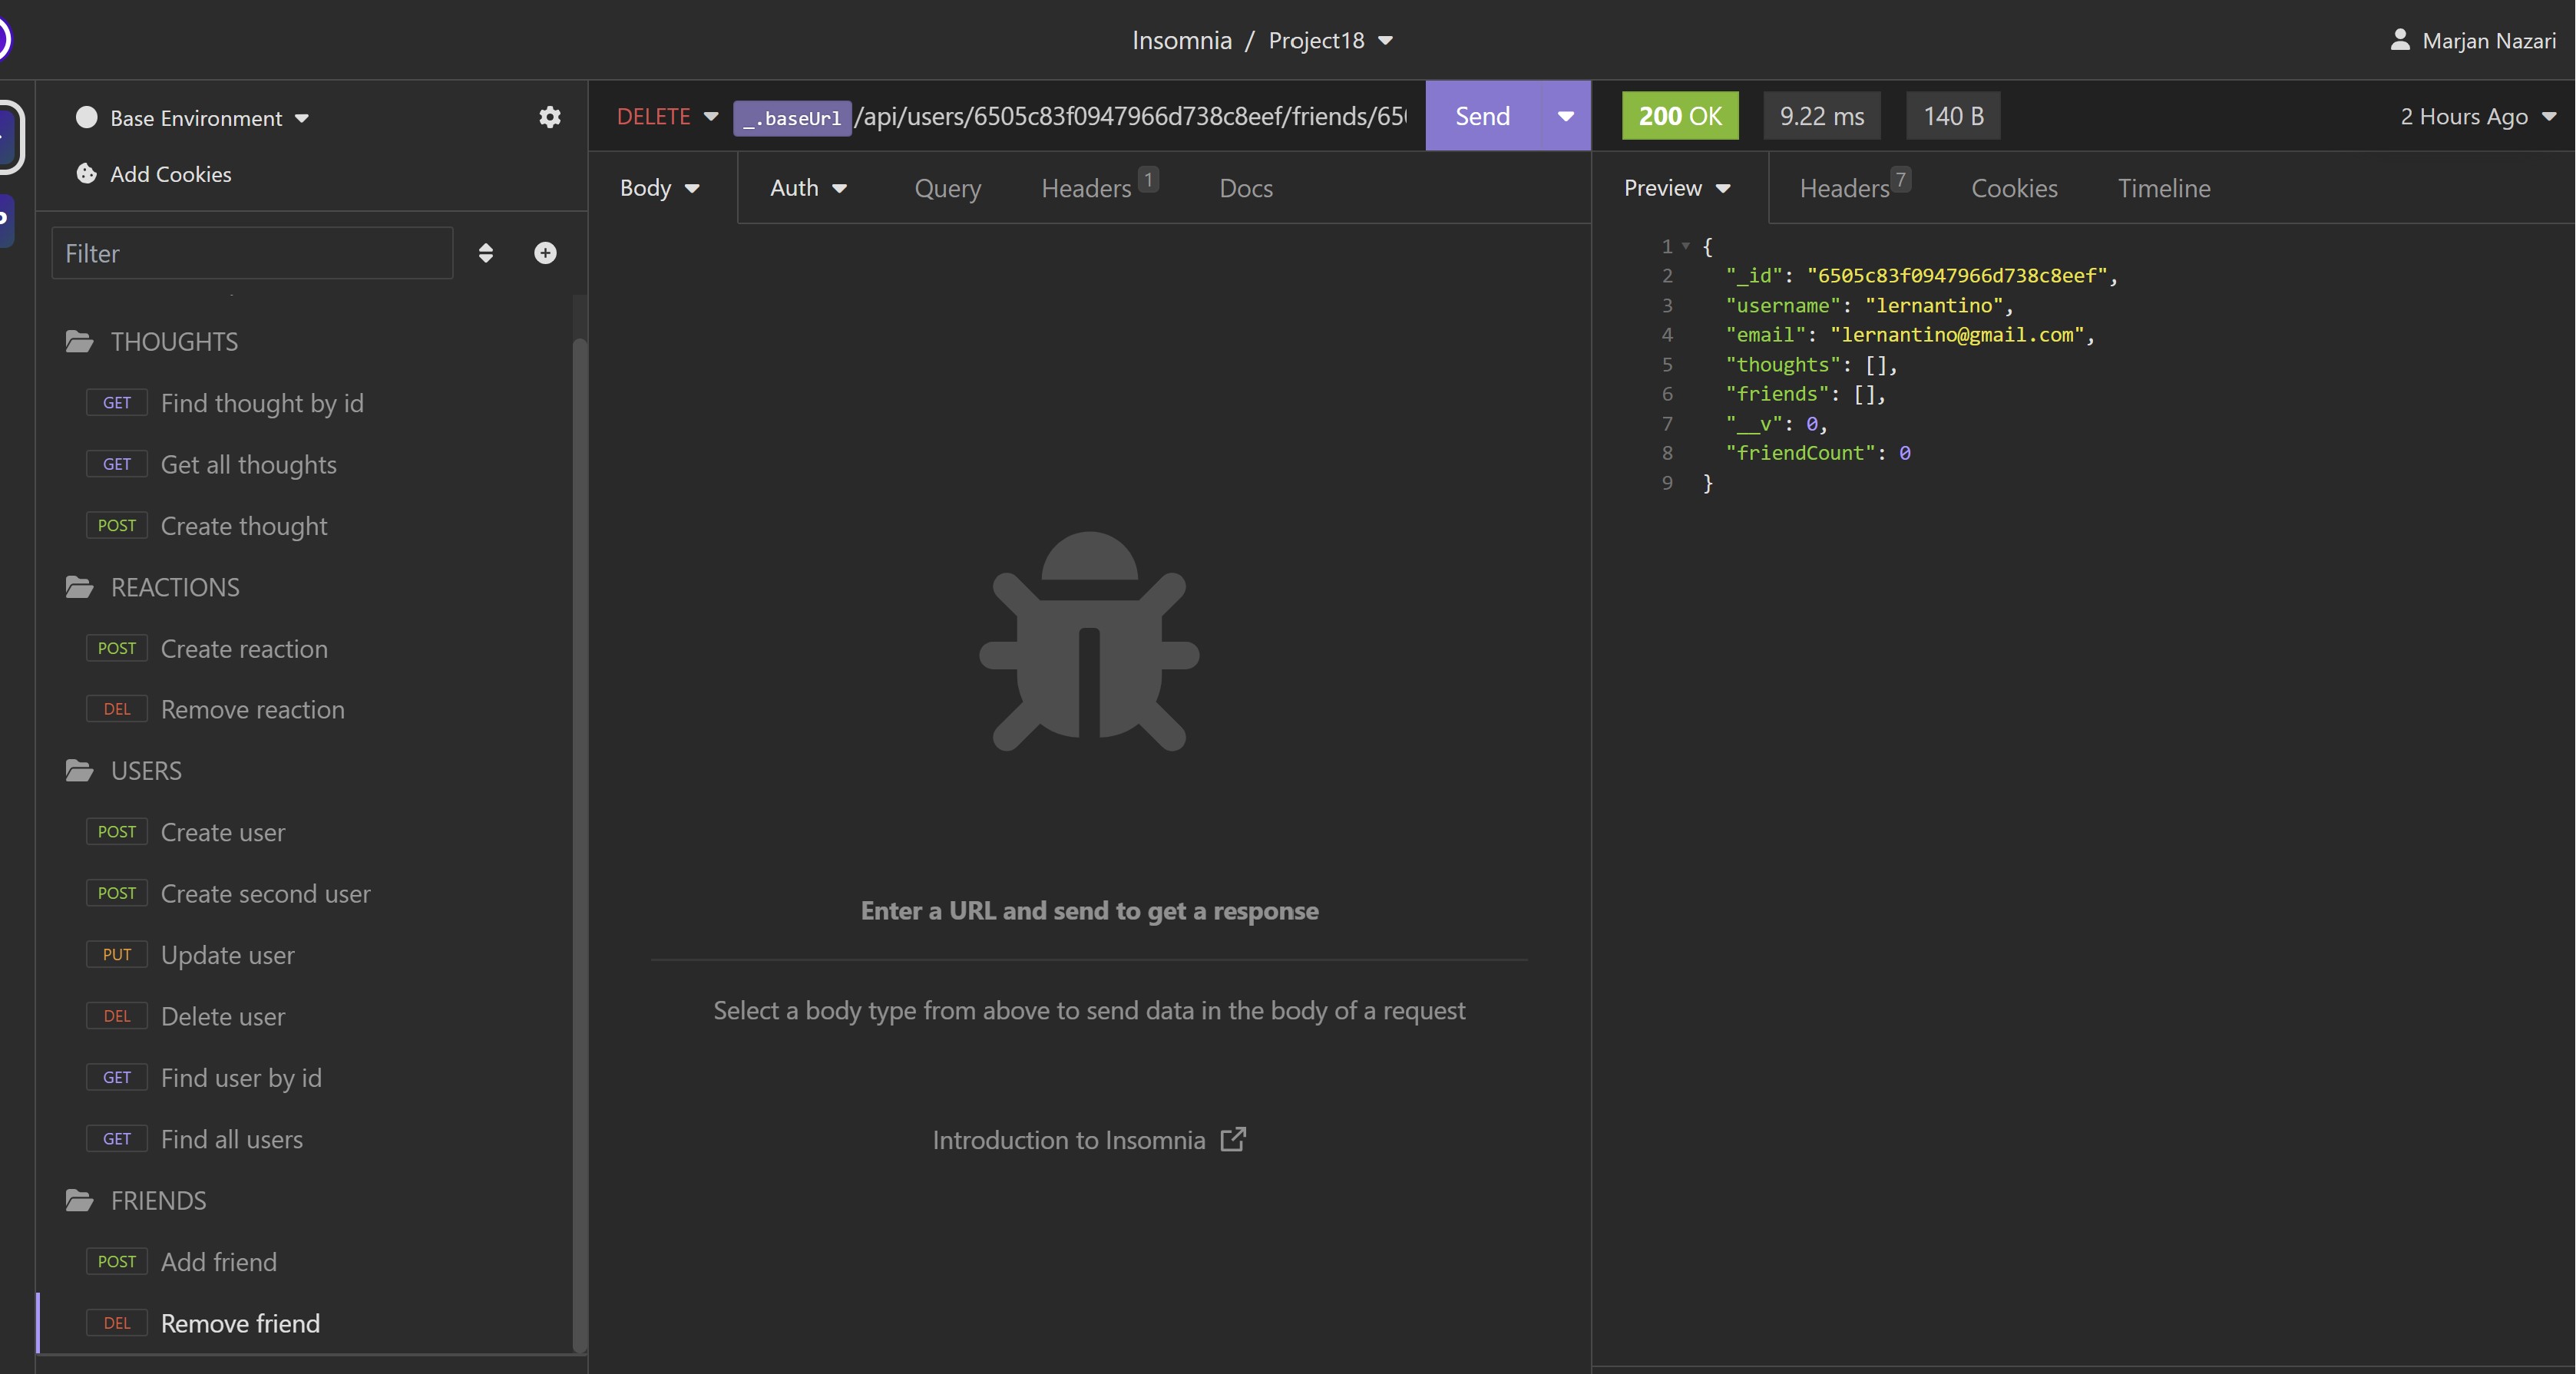 Insomnia / Project18
Marjan Nazari
Base Environment
Add Cookies
Filter
THOUGHTS
GET Find thought by id
GET Get all thoughts
POST Create thought
REACTIONS
POST Create reaction
DEL Remove reaction
USERS
POST Create user
POST Create second user
PUT Update user
DEL Delete user
GET Find user by id
GET Find all users
FRIENDS
POST Add friend
DEL Remove friend
DELETE _.baseUrl /api/users/6505c83f0947966d738c8eef/friends/650 Send
Body Auth Query Headers 1 Docs
Enter a URL and send to get a response
Select a body type from above to send data in the body of a request
Introduction to Insomnia
200 OK 9.22 ms 140 B 2 Hours Ago
Preview Headers 7 Cookies Timeline
1 {
2 "_id": "6505c83f0947966d738c8eef",
3 "username": "lernantino",
4 "email": "lernantino@gmail.com",
5 "thoughts": [],
6 "friends": [],
7 "__v": 0,
8 "friendCount": 0
9 }